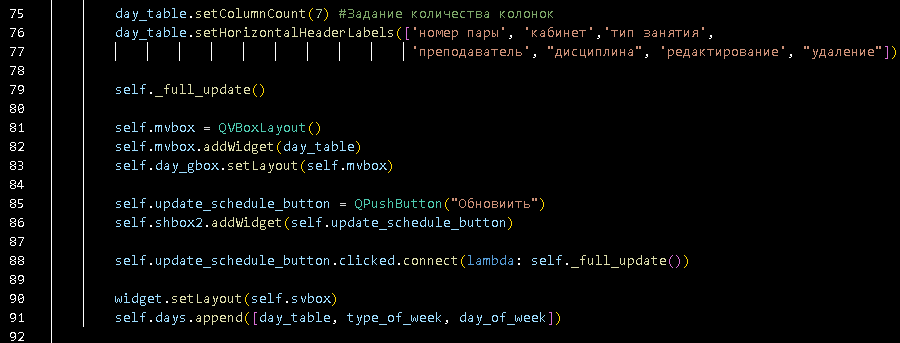 75 day_table.setColumnCount(7) #Задание количества колонок
76 day_table.setHorizontalHeaderLabels(['номер пары', 'кабинет','тип занятия',
77 'преподаватель', "дисциплина", 'редактирование', "удаление"])
78
79 self._full_update()
80
81 self.mvbox = QVBoxLayout()
82 self.mvbox.addWidget(day_table)
83 self.day_gbox.setLayout(self.mvbox)
84
85 self.update_schedule_button = QPushButton("Обновиить")
86 self.shbox2.addWidget(self.update_schedule_button)
87
88 self.update_schedule_button.clicked.connect(lambda: self._full_update())
89
90 widget.setLayout(self.svbox)
91 self.days.append([day_table, type_of_week, day_of_week])
92